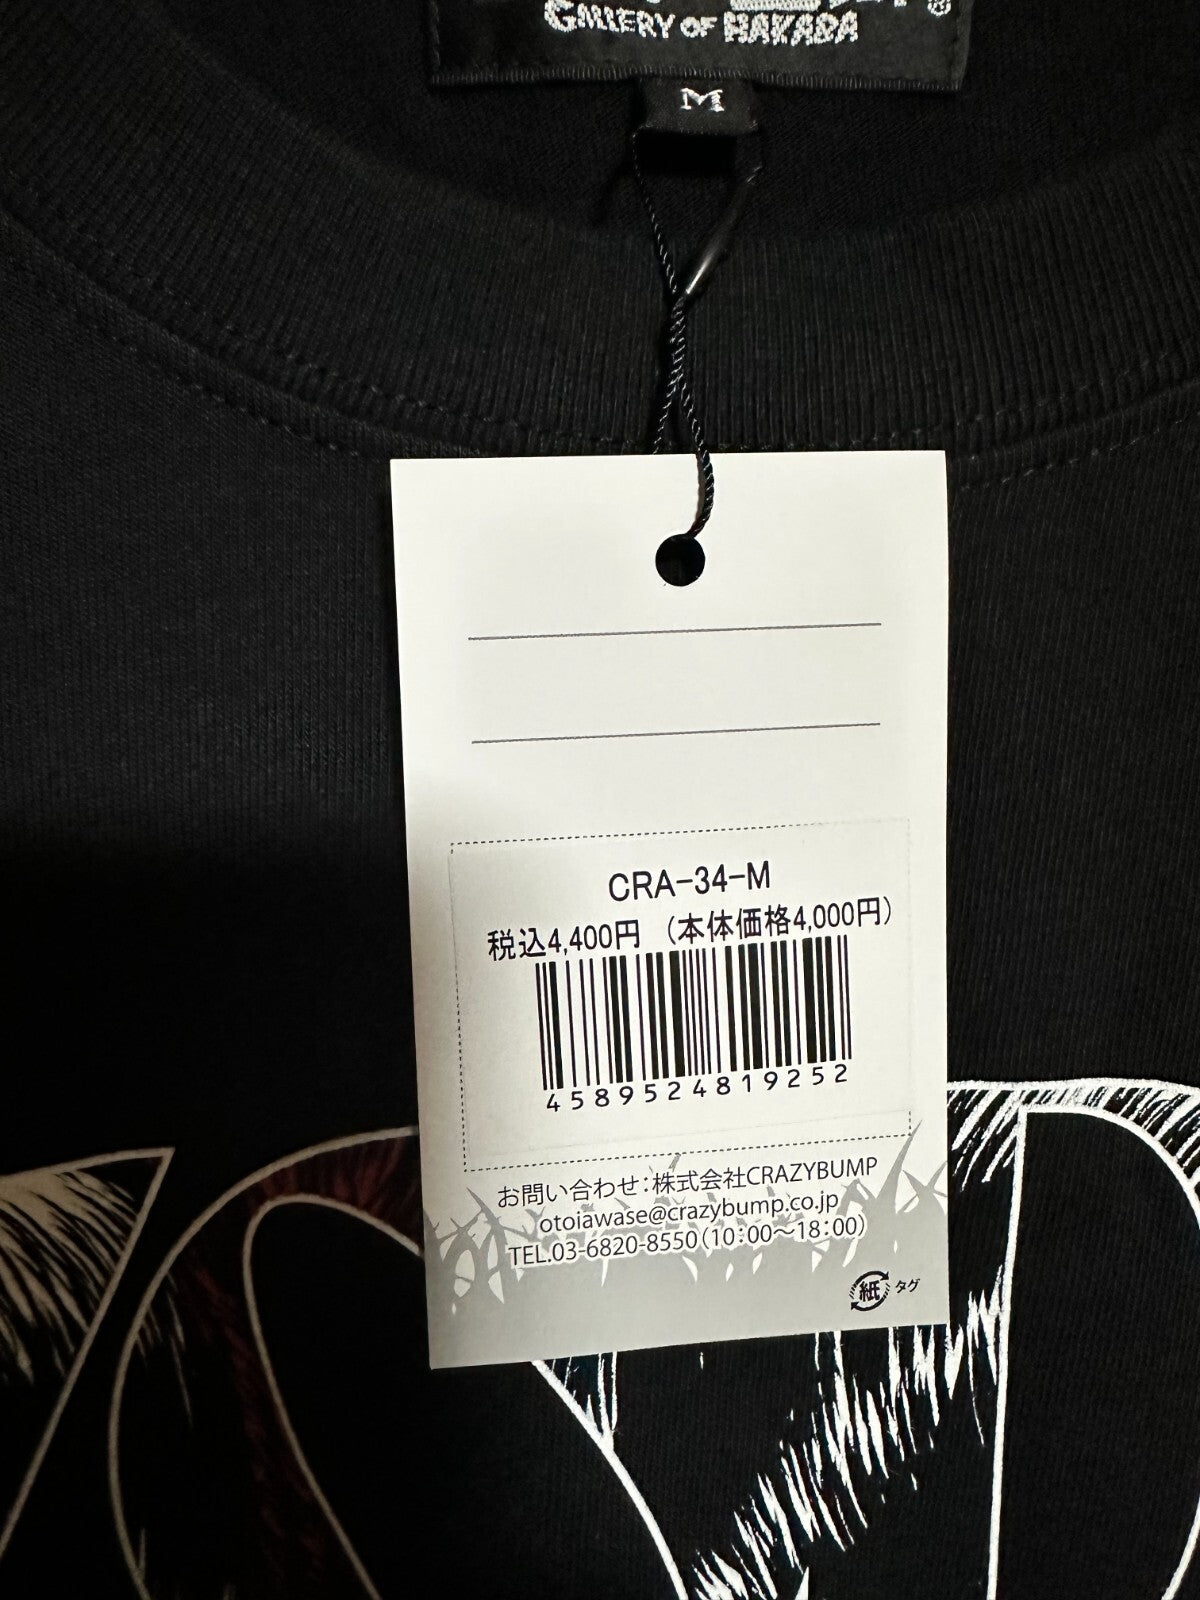 GALLERY OF HAKABA
M
CRA-34-M
税込4,400円 (本体価格4,000円)
4589524819252
お問い合わせ:株式会社CRAZYBUMP
otoiawase@crazybump.co.jp
TEL.03-6820-8550(10:00〜18:00)
紙 タグ